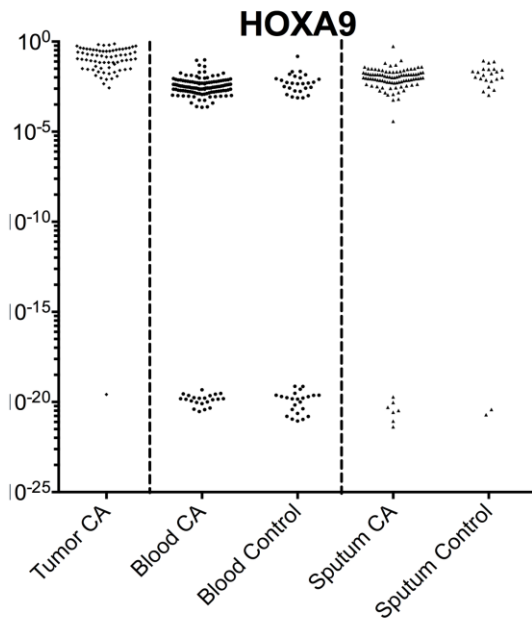 HOXA9
10^0
10^-5
10^-10
10^-15
10^-20
10^-25
Tumor CA
Blood CA
Blood Control
Sputum CA
Sputum Control